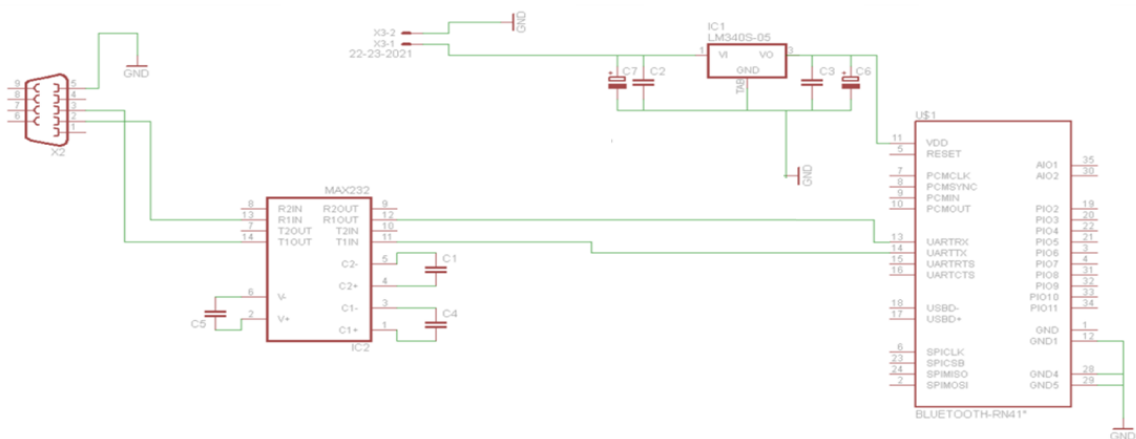 X3-2
X3-1
22-23-2021
GND
IC1
LM340S-05
1 VI VO 3
GND
TAB
C7
C2
C3
C6
GND
GND
9
8
7
6
5
4
3
2
1
X2
MAX232
8 R2IN R2OUT 9
13 R1IN R1OUT 12
7 T2OUT T2IN 10
14 T1OUT T1IN 11
C2- 5
C2+ 4
6 V- C1- 3
2 V+ C1+ 1
IC2
C1
C4
C5
U$1
11 VDD
5 RESET
7 PCMCLK
8 PCMSYNC
9 PCMIN
10 PCMOUT
13 UARTRX
14 UARTTX
15 UARTRTS
16 UARTCTS
18 USBD-
17 USBD+
6 SPICLK
23 SPICSB
24 SPIMISO
2 SPIMOSI
AIO1 35
AIO2 30
PIO2 19
PIO3 20
PIO4 22
PIO5 21
PIO6 3
PIO7 4
PIO8 31
PIO9 32
PIO10 33
PIO11 34
GND 1
GND1 12
GND4 28
GND5 29
BLUETOOTH-RN41*
GND